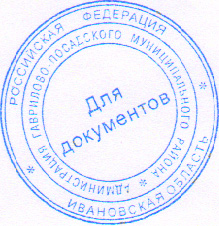 РОССИЙСКАЯ ФЕДЕРАЦИЯ
ИВАНОВСКАЯ ОБЛАСТЬ
АДМИНИСТРАЦИЯ ГАВРИЛОВО-ПОСАДСКОГО МУНИЦИПАЛЬНОГО РАЙОНА
Для
документов